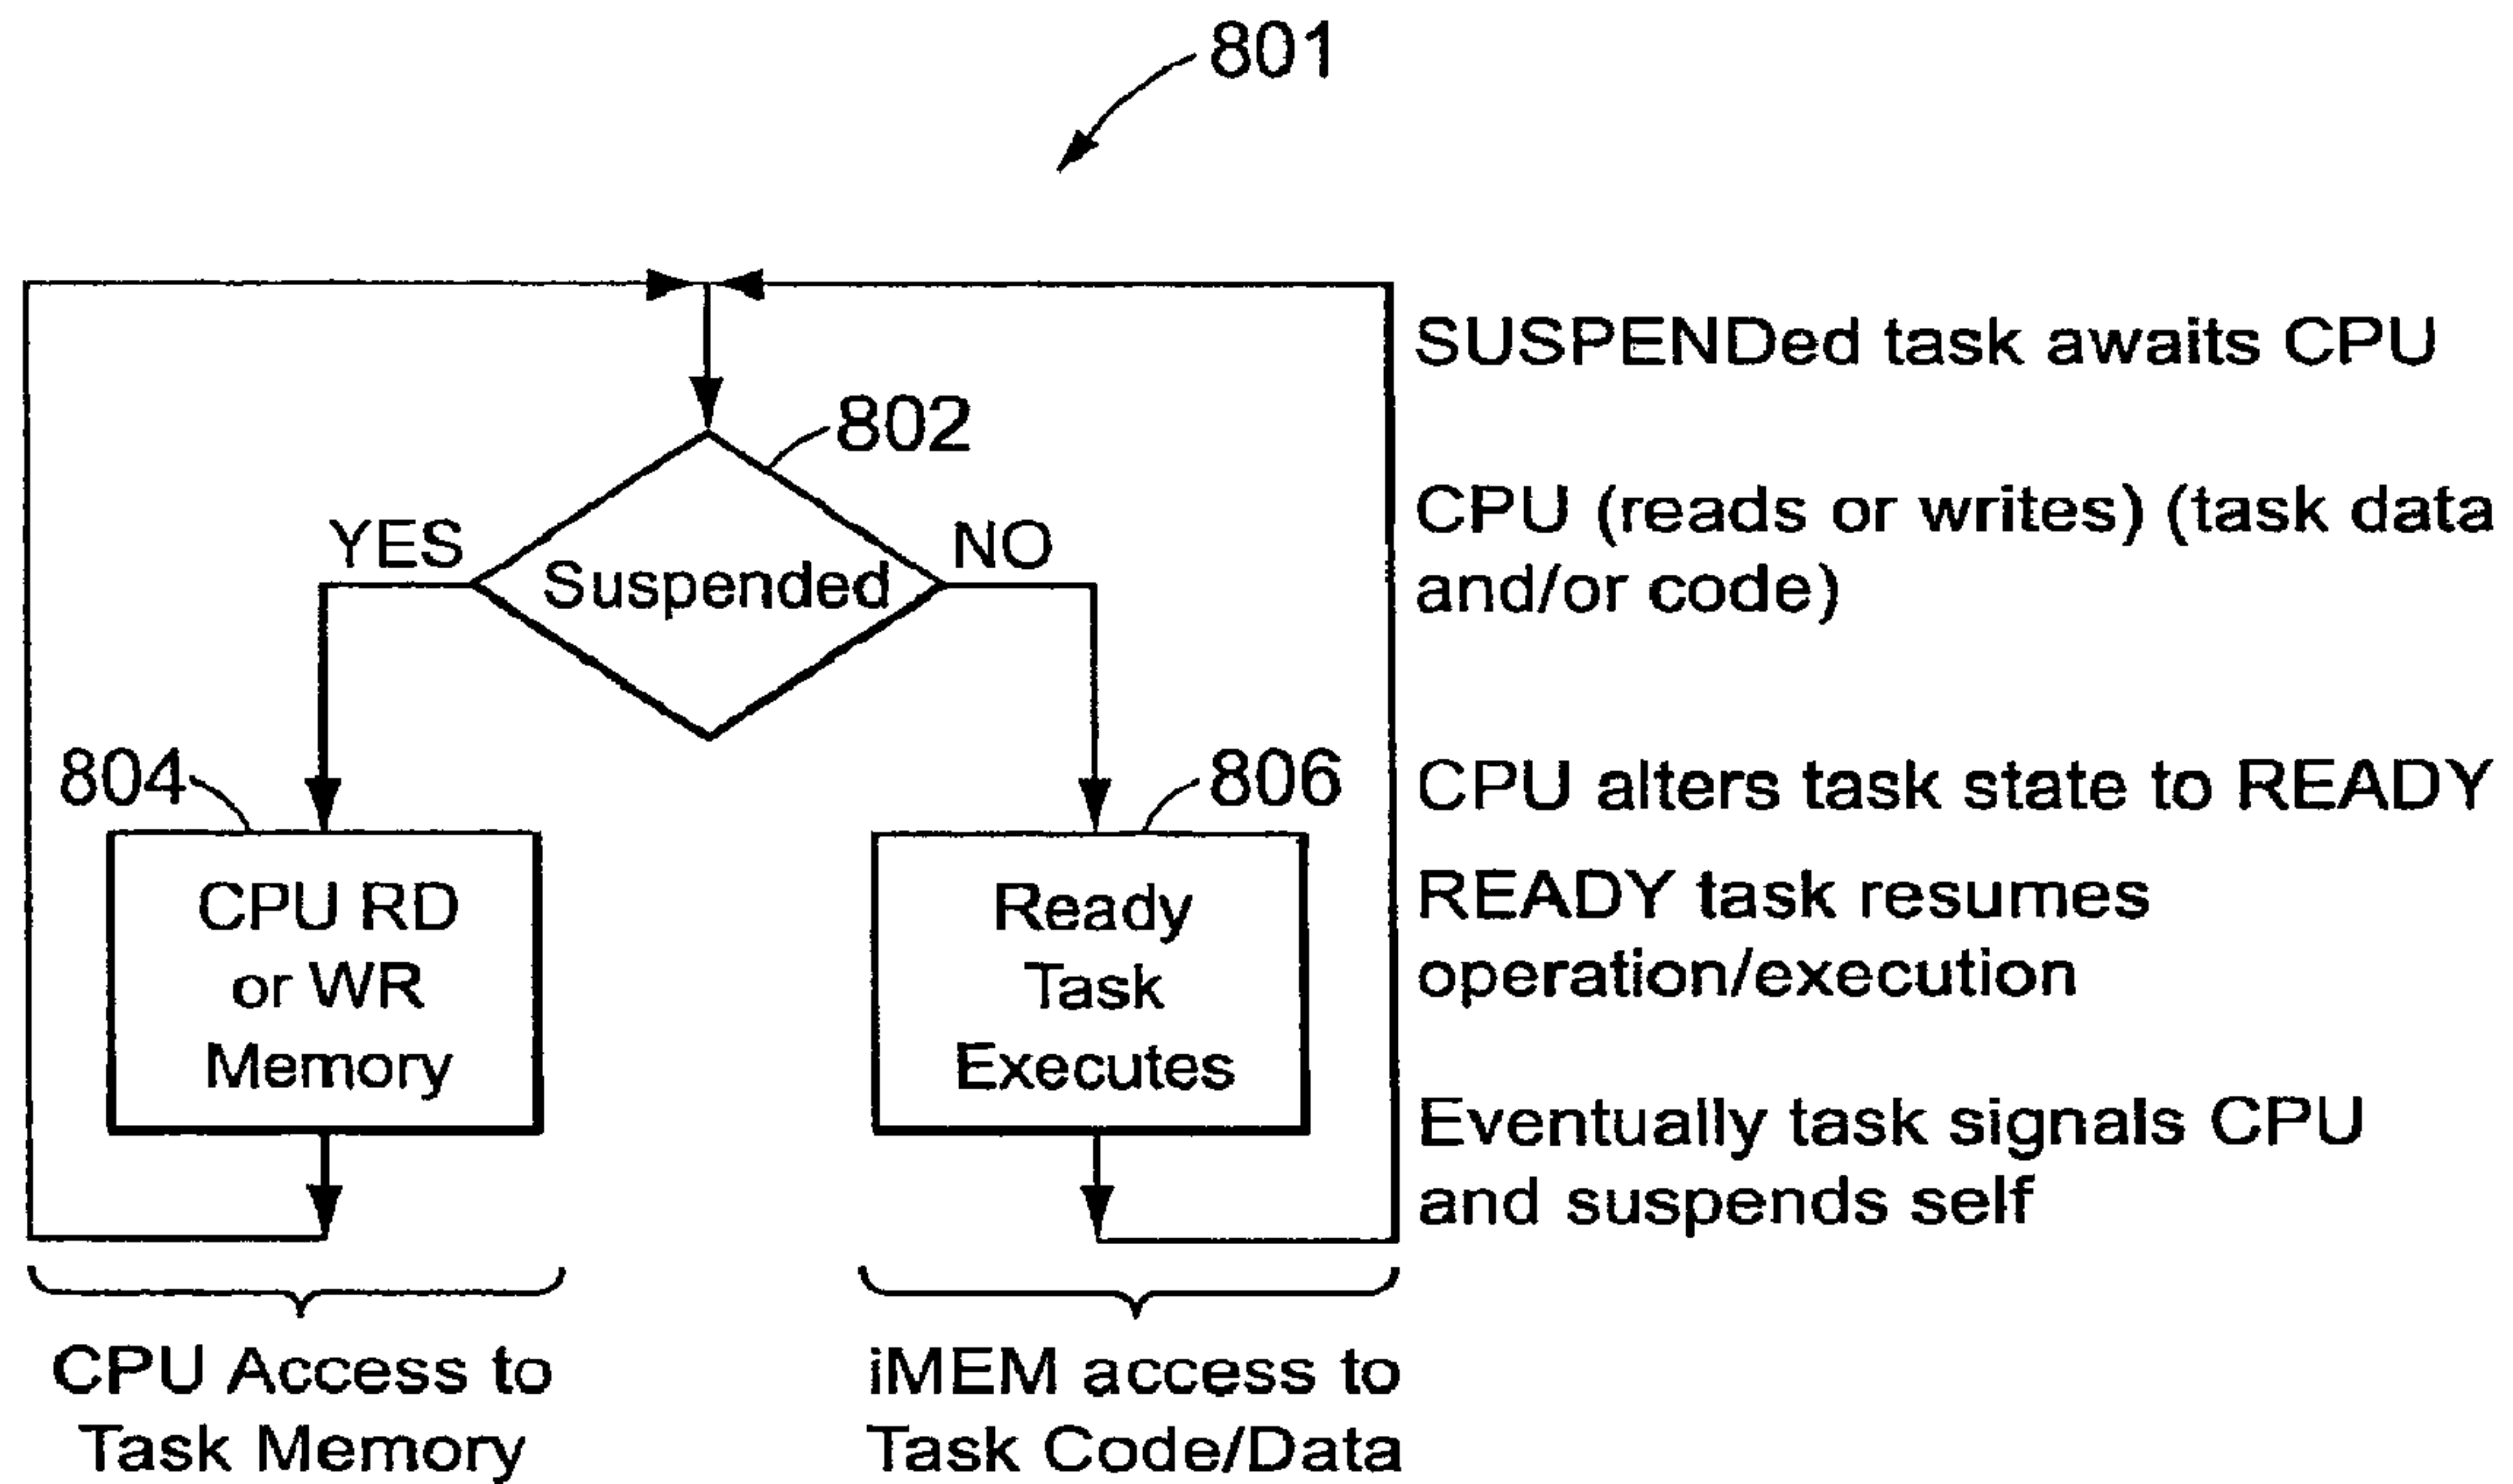 801
SUSPENDed task awaits CPU
802
CPU (reads or writes) (task data
and/or code)
YES
NO
Suspended
804
806
CPU alters task state to READY
CPU RD
or WR
Memory
Ready
Task
Executes
READY task resumes
operation/execution
Eventually task signals CPU
and suspends self
CPU Access to
Task Memory
iMEM access to
Task Code/Data